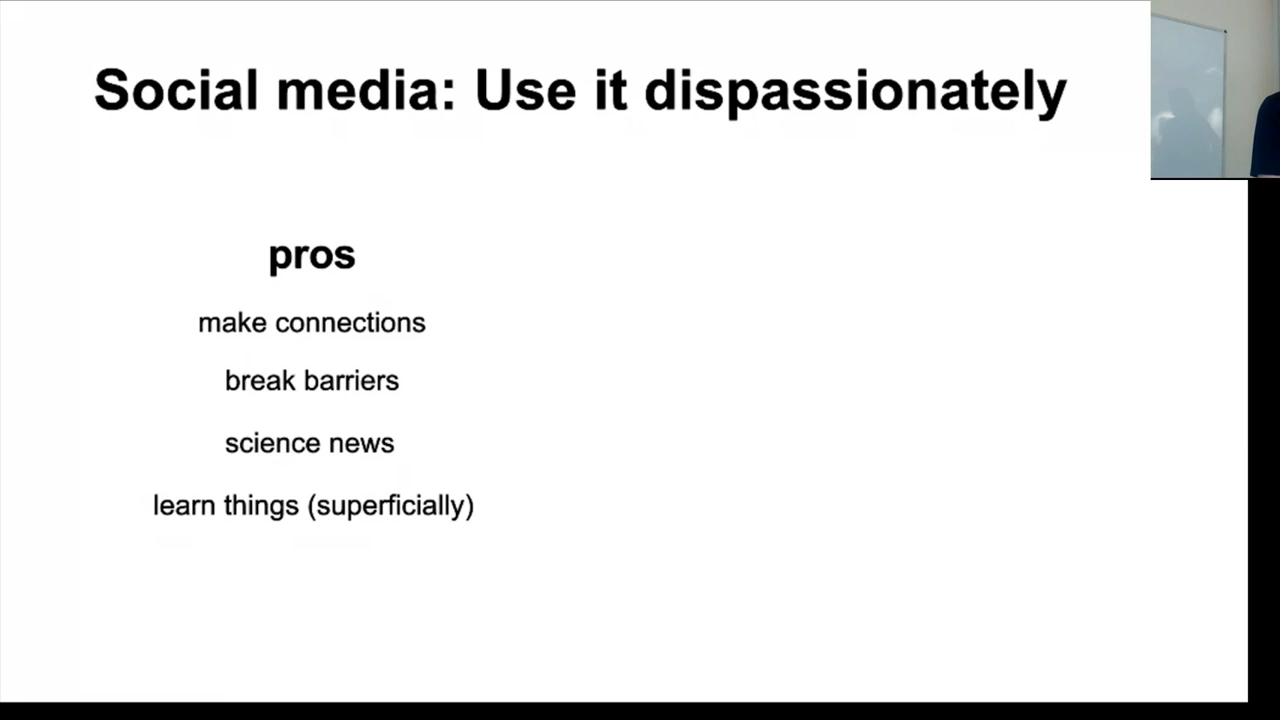 Social media: Use it dispassionately
pros
make connections
break barriers
science news
learn things (superficially)